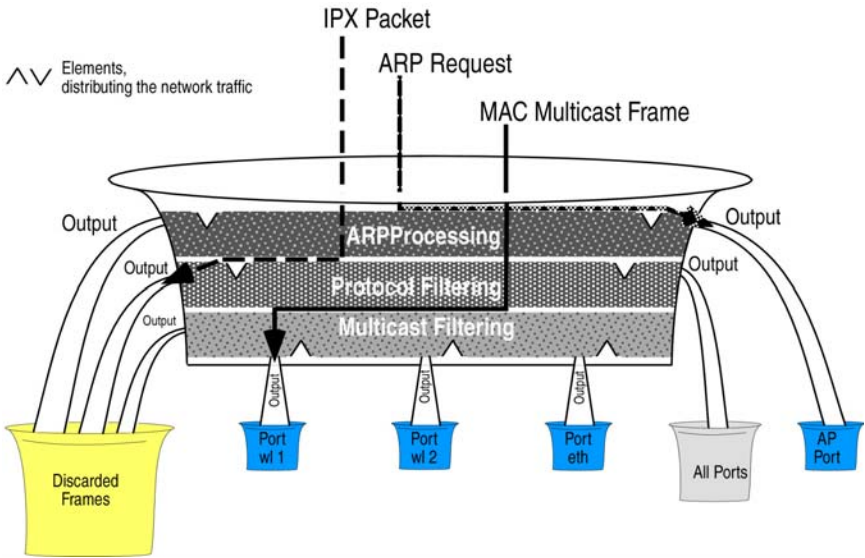 IPX Packet
ARP Request
MAC Multicast Frame
Elements,
distributing the network traffic
Output
Output
ARPProcessing
Output
Output
Protocol Filtering
Output
Multicast Filtering
Output
Output
Output
Port
wl 1
Port
wl 2
Port
eth
All Ports
AP
Port
Discarded
Frames